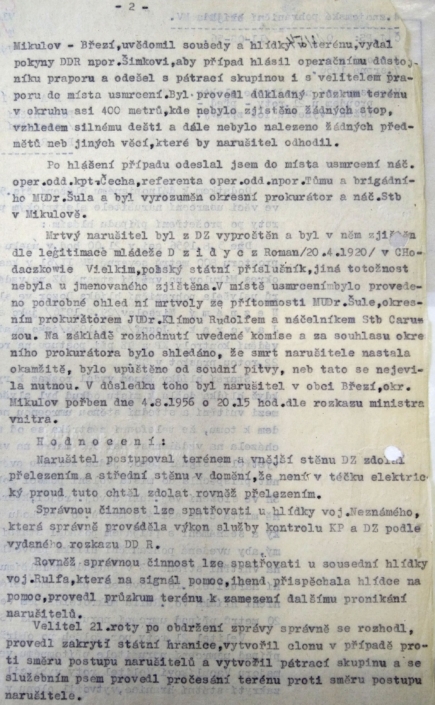 - 2 -
Mikulov - Březí,uvědomil sousedy a hlídky v terénu,vydal
pokyny DDR npor.Šimkovi,aby případ hlásil operačnímu důstoj-
níku praporu a odešel s pátrací skupinou i s velitelem pra-
poru do místa usmrcení.Byl provedl důkladný průzkum terénu
v okruhu asi 400 metrů,kde nebylo zjištěno žádných stop,
vzhledem silnému dešti a dále nebylo nalezeno žádných před-
mětů neb jiných věcí,které by narušitel odhodil.
Po hlášení případu odeslal jsem do místa usmrcení náč.
oper.odd.kpt.Čecha,referenta oper.odd.npor.Tůmu a brigádní-
ho MUDr.Šula a byl vyrozuměn okresní prokurátor a náč.Stb
v Mikulově.
Mrtvý narušitel byl z DZ vyproštěn a byl v něm zjištěn
dle legitimace mládeže D z i d y c z Roman/20.4.1920/ v CHo-
daczkowie Vielkim,polský státní příslušník,jiná totožnost
nebyla u jmenovaného zjištěna.V místě usmrcenímbylo provede-
no podrobné ohled ní mrtvoly ze přítomnosti MUDr.Šule,okres-
ním prokurátorem JUDr.Klímou Rudolfem a náčelníkem Stb Caru-
sou. Na základě rozhodnutí uvedené komise a za souhlasu okre
ního prokurátora bylo shledáno, že smrt narušitele nastala
okamžitě, bylo upuštěno od soudní pitvy, neb tato se nejevi-
la nutnou. V důsledku toho byl narušitel v obci Březí,okr.
Mikulov pořben dne 4.8.1956 o 20.15 hod.dle rozkazu ministra
vnitra.
H o d n o c e n í :
Narušitel postupoval terénem a vnější stěnu DZ zdolal
přelezením a střední stěnu v domění,že není v téčku elektric-
ký proud tuto chtěl zdolat rovněž přelezením.
Správnou činnost lze spatřovati u hlídky voj.Neznámého,
která správně prováděla výkon služby kontrolu KP a DZ podle
vydaného rozkazu DD R.
Rovněž správnou činnost lze spatřovati u sousední hlídky
voj.Rulfa,která na signál pomoc,ihend přispěchala hlídce na
pomoc,provedl průzkum terénu k zamezení dalšímu pronikání
narušitelů.
Velitel 21.roty po obdržení zprávy správně se rozhodl,
provedl zakrytí státní hranice,vytvořil clonu v případě pro-
ti směru postupu narušitelů a vytvořil pátrací skupinu a se
služebním psem provedl pročesání terénu proti směru postupu
narušitele.